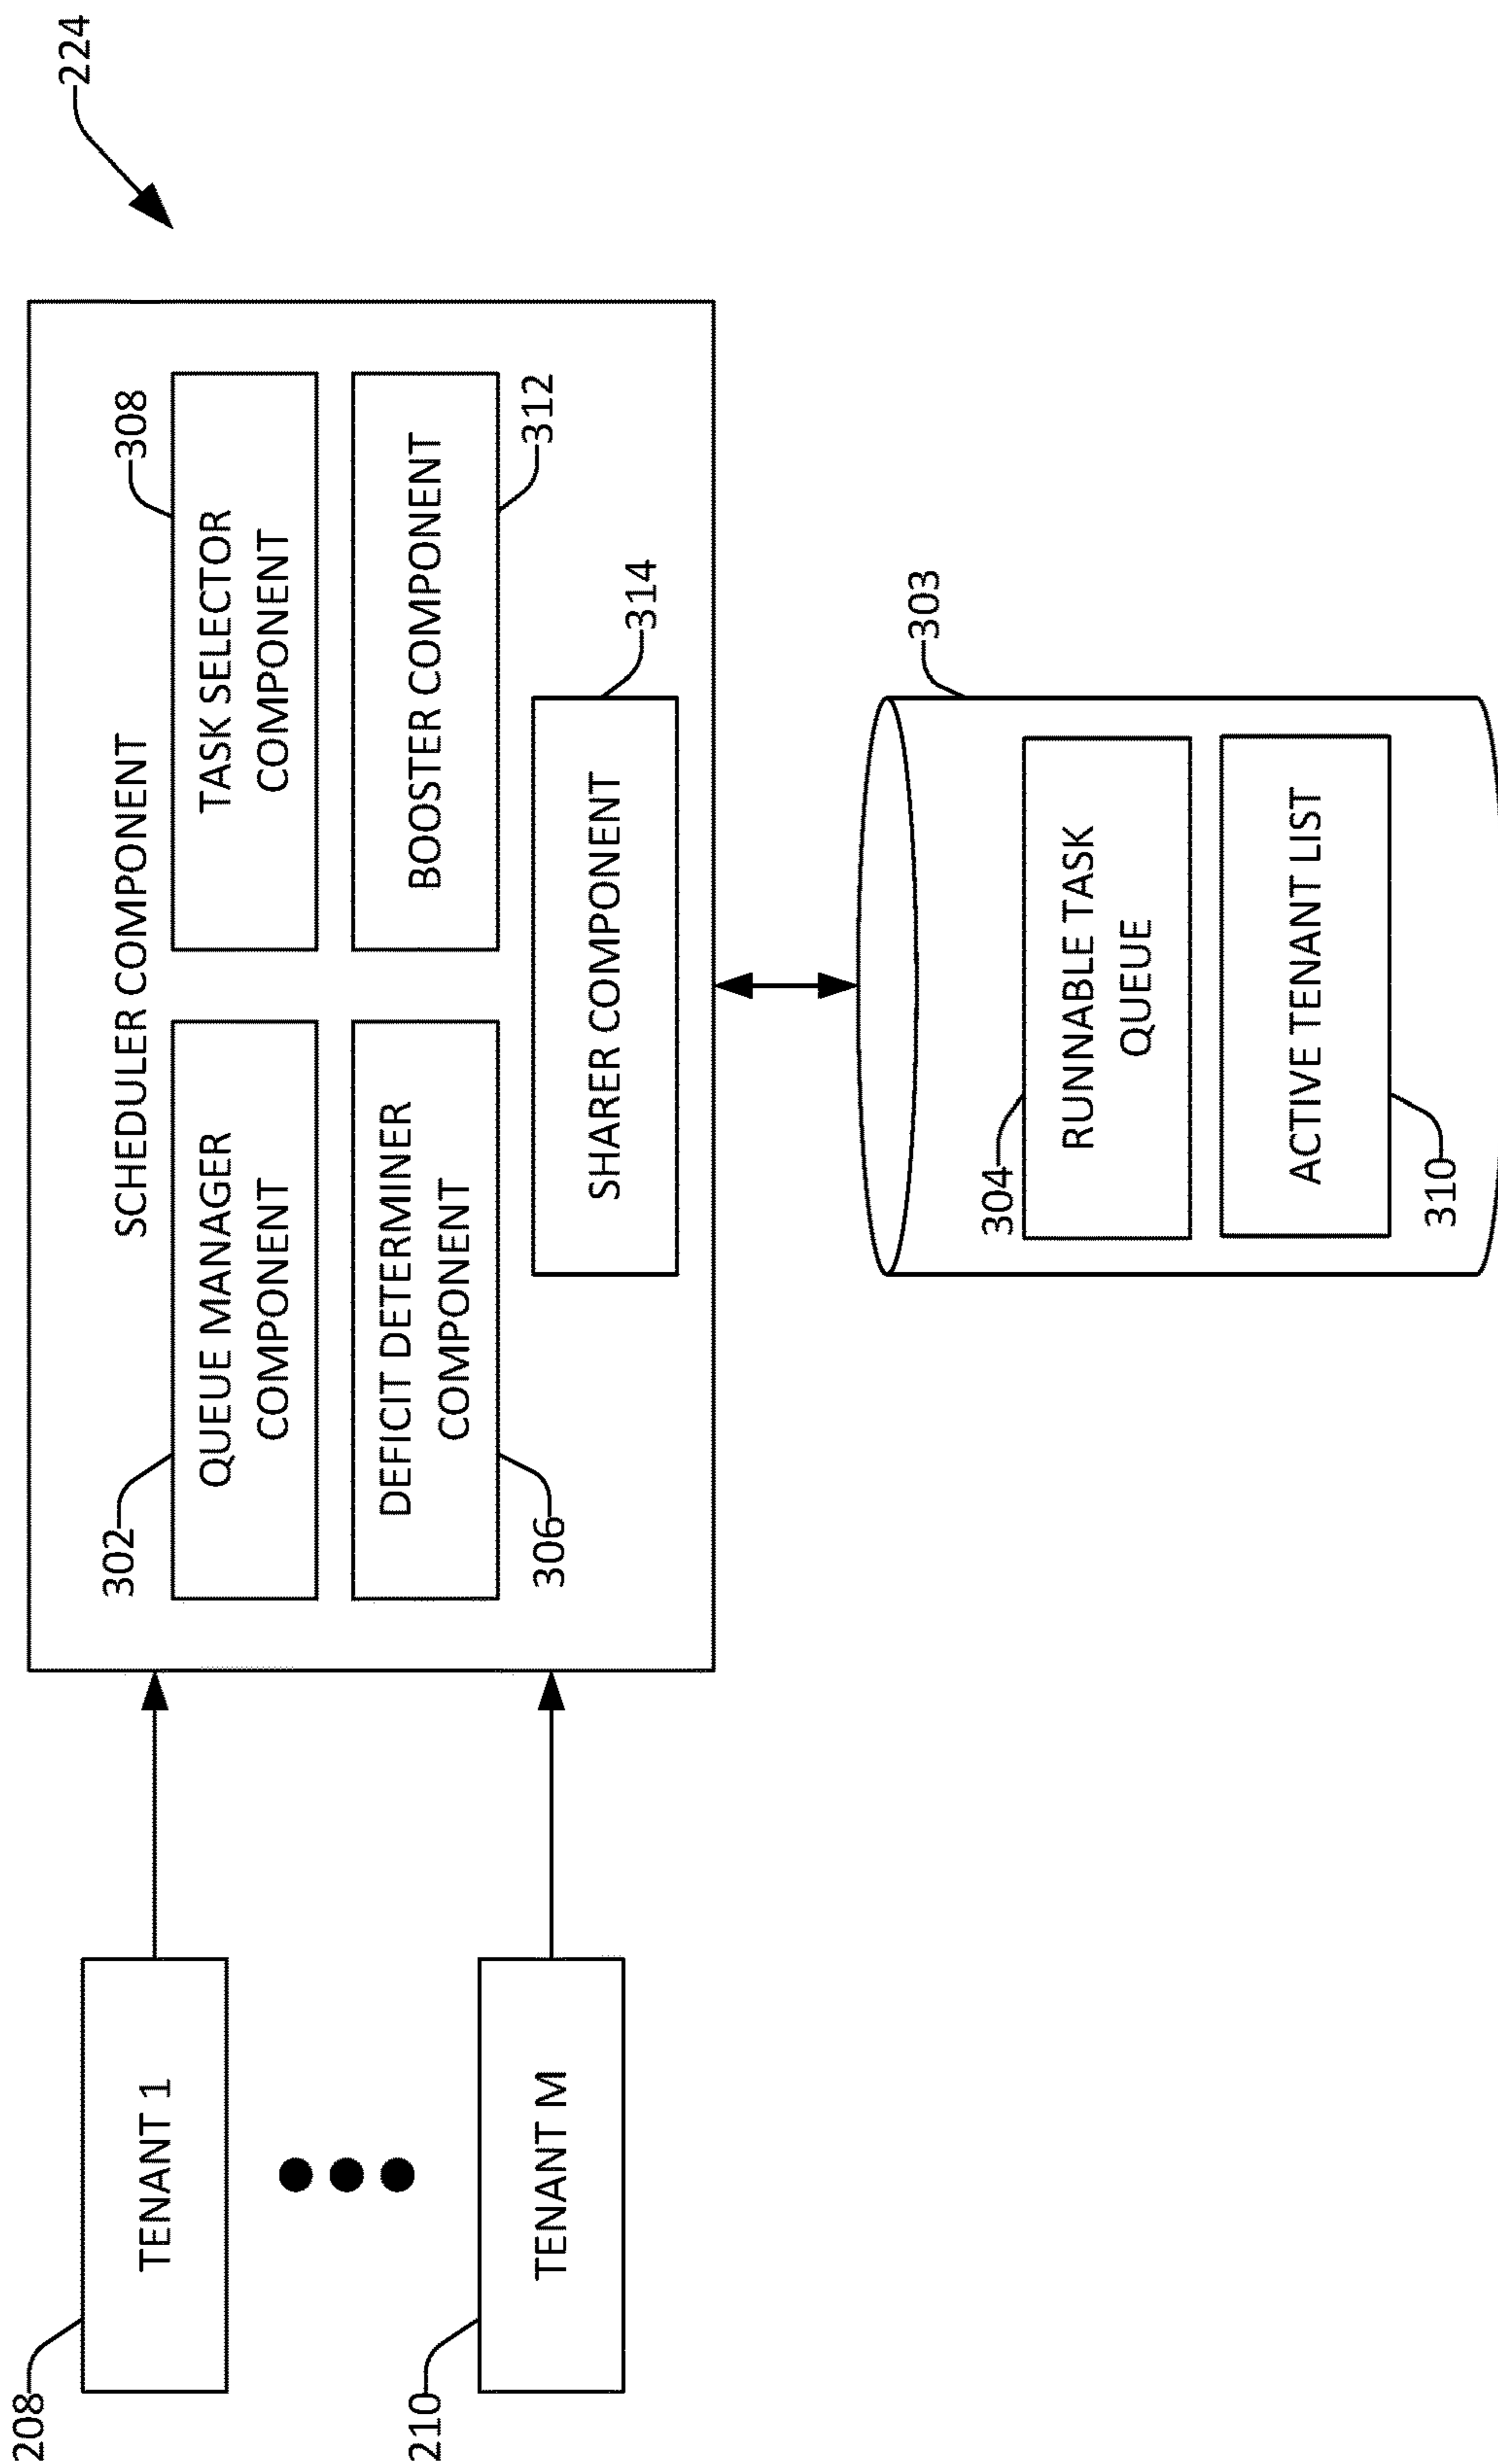 224
SCHEDULER COMPONENT
208
TENANT 1
302
QUEUE MANAGER
COMPONENT
308
TASK SELECTOR
COMPONENT
DEFICIT DETERMINER
COMPONENT
306
BOOSTER COMPONENT
312
210
TENANT M
SHARER COMPONENT
314
303
304
RUNNABLE TASK
QUEUE
ACTIVE TENANT LIST
310